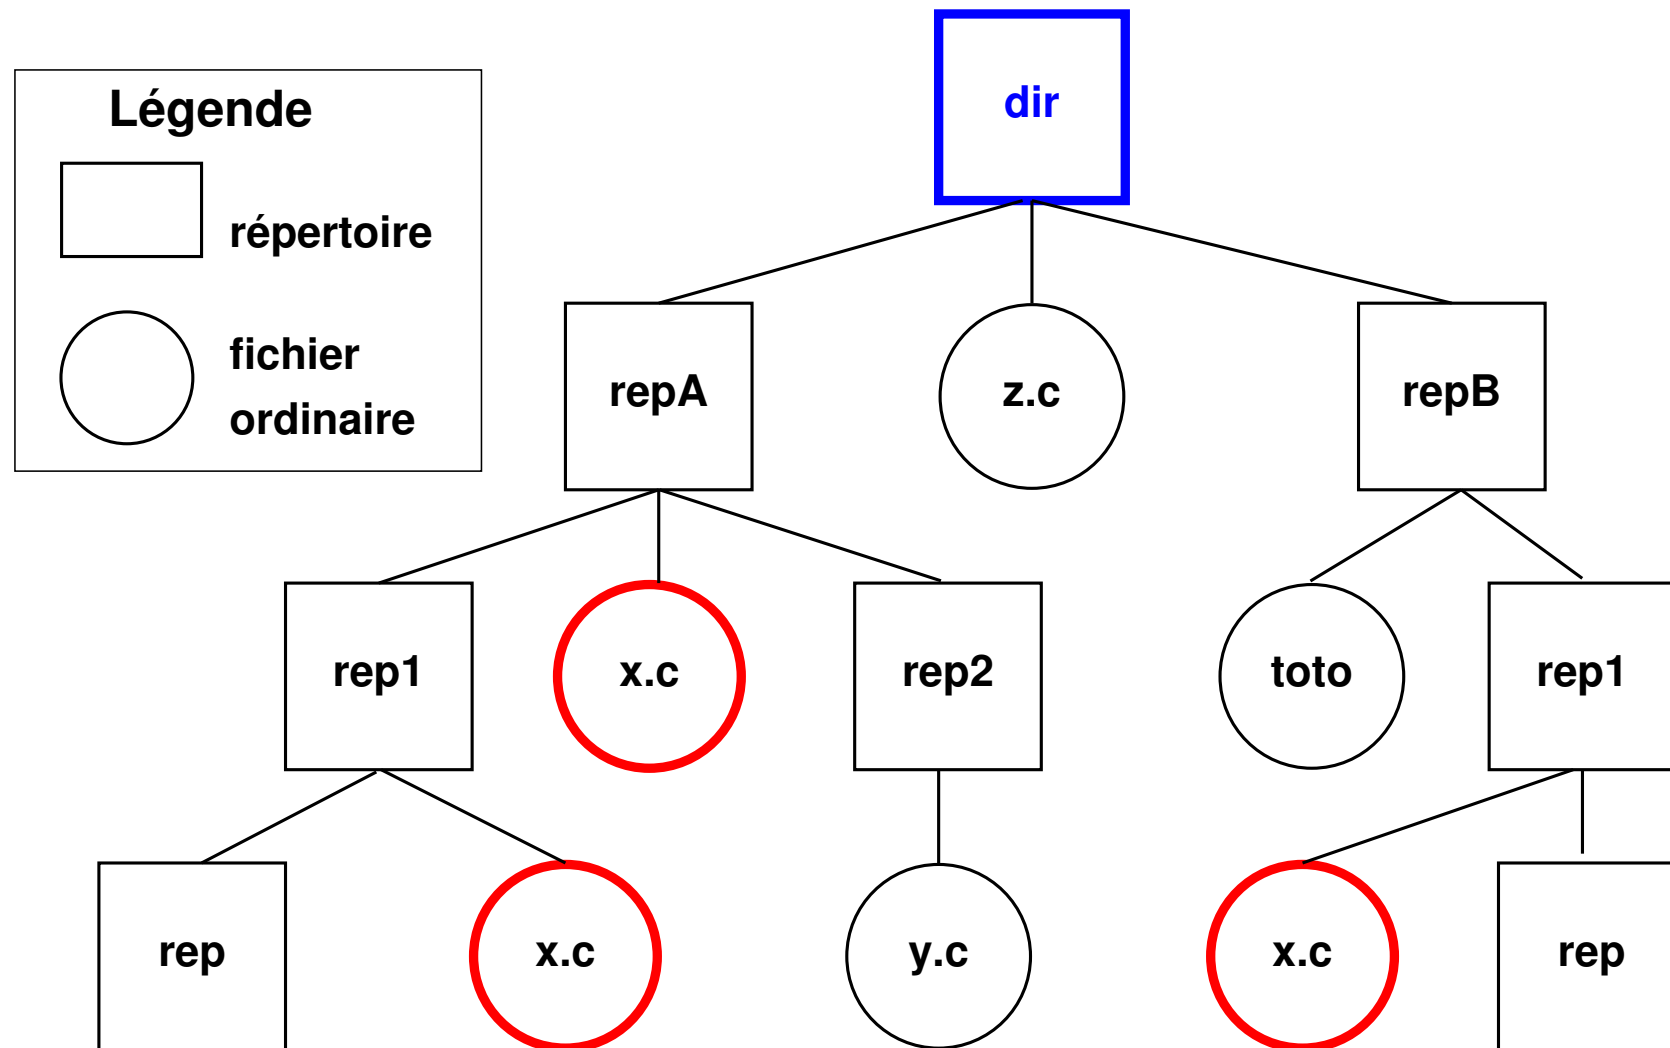 dir
Légende
répertoire
fichier
ordinaire
repA
z.c
repB
rep1
x.c
rep2
toto
rep1
rep
x.c
y.c
x.c
rep